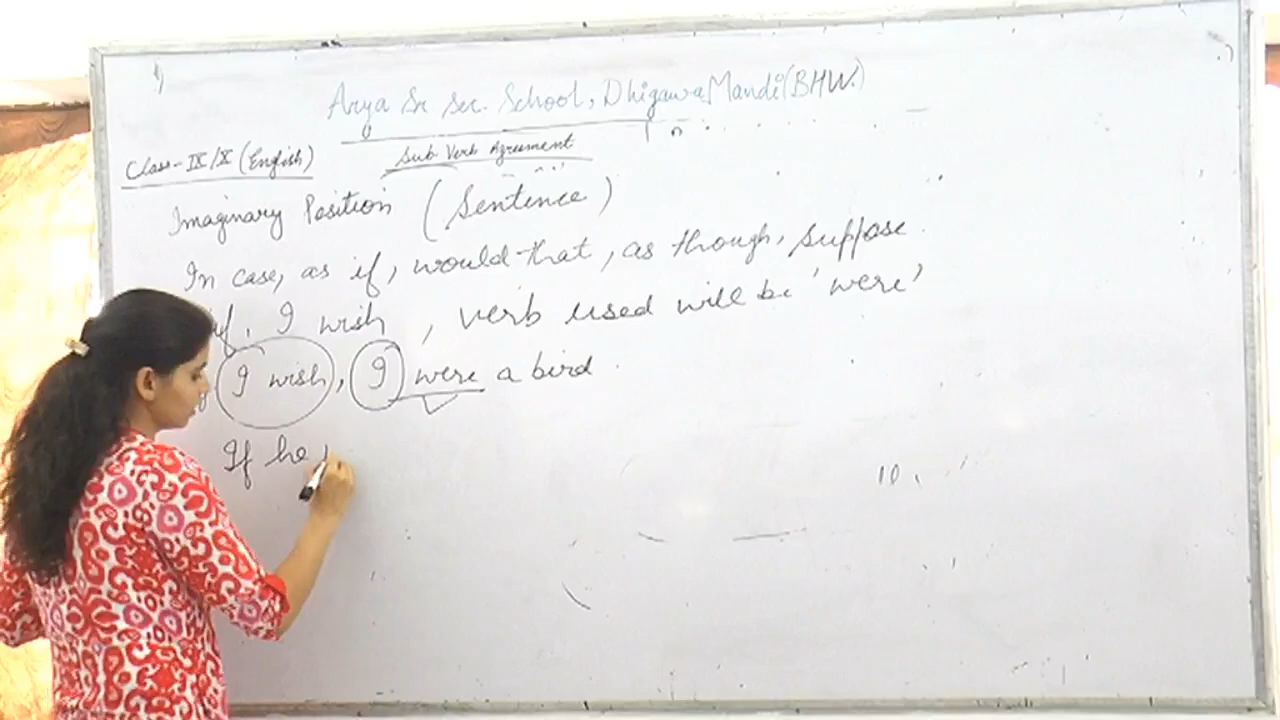 Arya Sr Sec. School, Dhigawa Mandi (BHW.)
Class-IX/X (English)
Sub Verb Agreement
Imaginary Position (Sentence)
In case, as if, would that, as though, suppose
if, I wish, verb used will be 'were'
I wish, I were a bird.
If he
10,